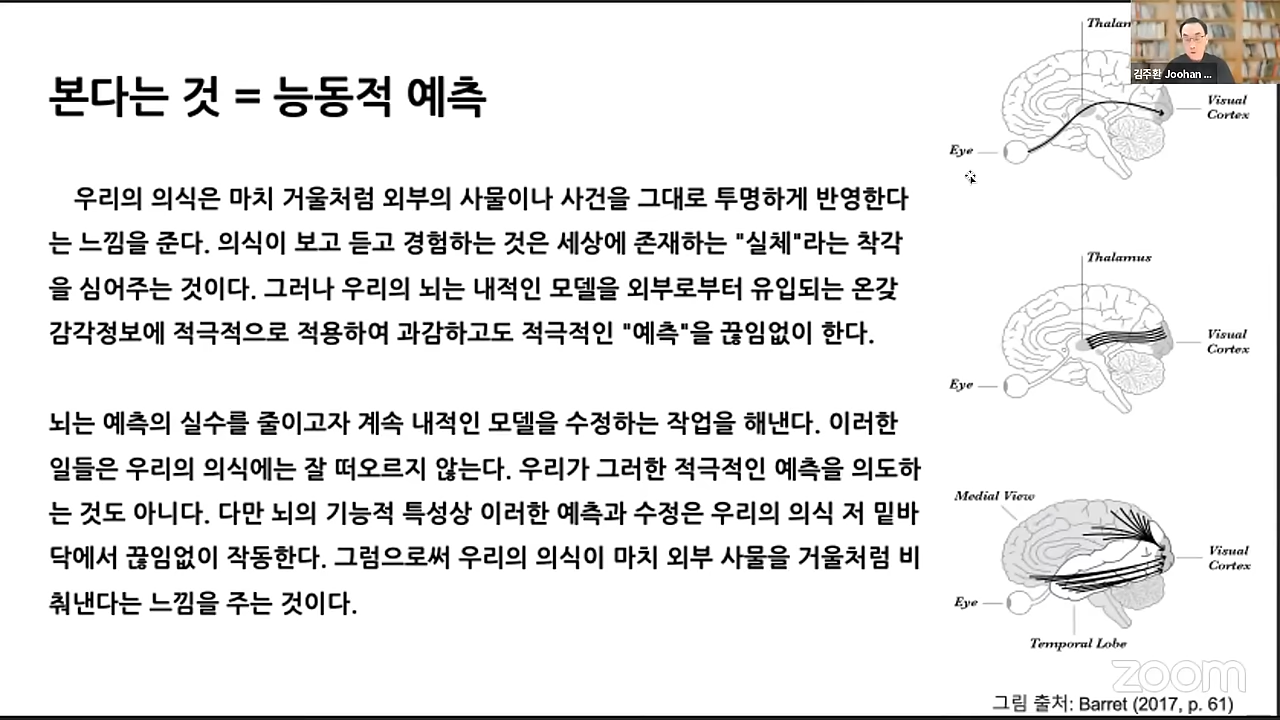 본다는 것 = 능동적 예측
우리의 의식은 마치 거울처럼 외부의 사물이나 사건을 그대로 투명하게 반영한다
는 느낌을 준다. 의식이 보고 듣고 경험하는 것은 세상에 존재하는 "실체"라는 착각
을 심어주는 것이다. 그러나 우리의 뇌는 내적인 모델을 외부로부터 유입되는 온갖
감각정보에 적극적으로 적용하여 과감하고도 적극적인 "예측"을 끊임없이 한다.
뇌는 예측의 실수를 줄이고자 계속 내적인 모델을 수정하는 작업을 해낸다. 이러한
일들은 우리의 의식에는 잘 떠오르지 않는다. 우리가 그러한 적극적인 예측을 의도하
는 것도 아니다. 다만 뇌의 기능적 특성상 이러한 예측과 수정은 우리의 의식 저 밑바
닥에서 끊임없이 작동한다. 그럼으로써 우리의 의식이 마치 외부 사물을 거울처럼 비
춰낸다는 느낌을 주는 것이다.
Thalam
김주환 Joohan ...
Visual
Cortex
Eye
Thalamus
Visual
Cortex
Eye
Medial View
Visual
Cortex
Eye
Temporal Lobe
zoom
그림 출처: Barret (2017, p. 61)